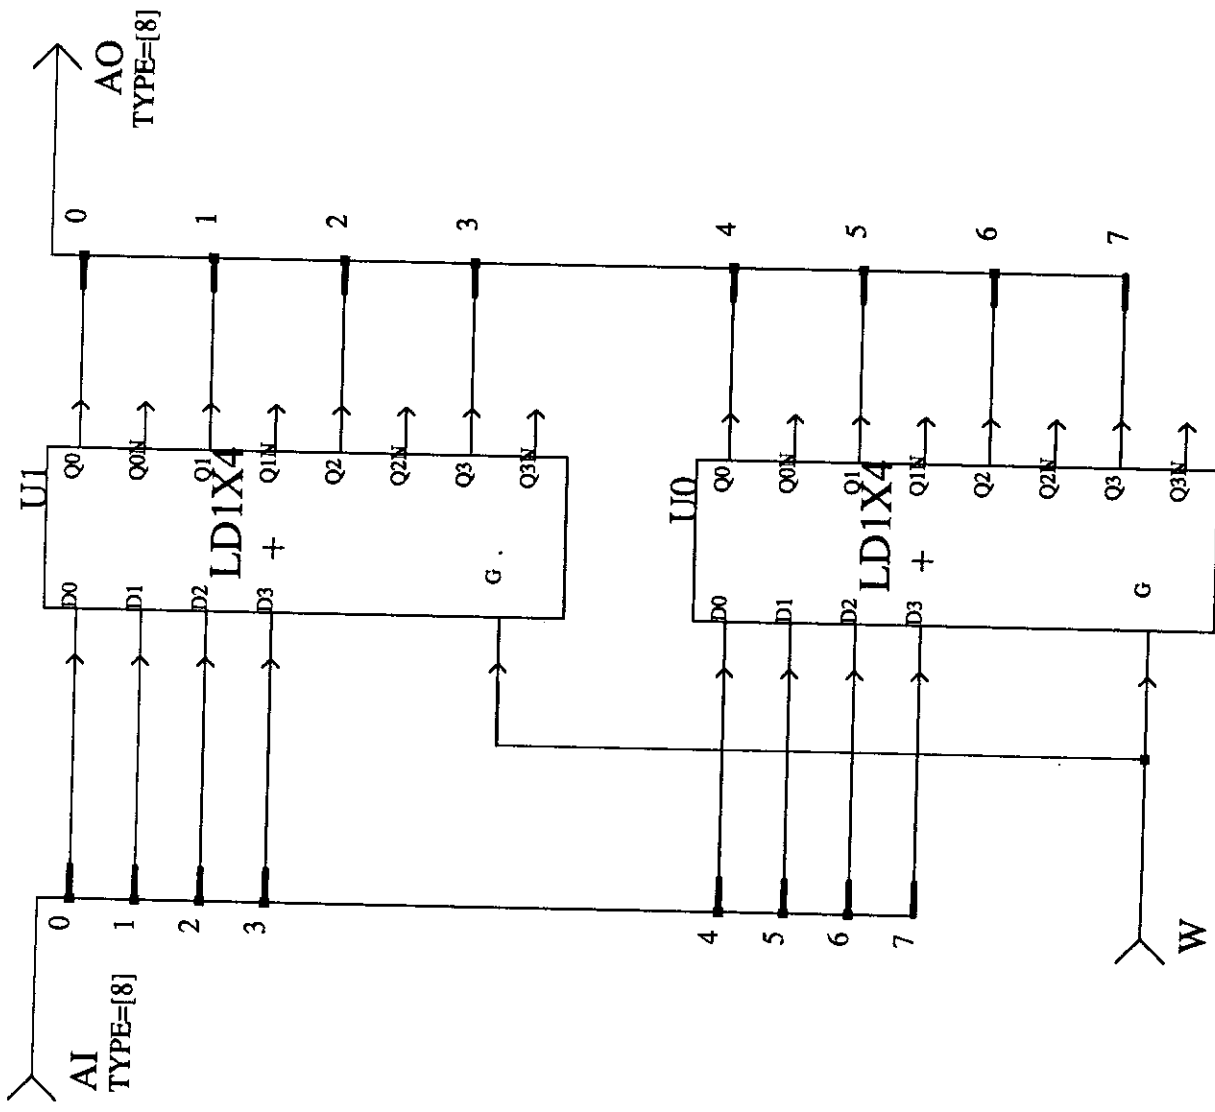 AI
TYPE=[8]
0
1
2
3
4
5
6
7
W
U1
D0
D1
D2
D3
G
LD1X4
+
Q0
Q0N
Q1
Q1N
Q2
Q2N
Q3
Q3N
U0
D0
D1
D2
D3
G
LD1X4
+
Q0
Q0N
Q1
Q1N
Q2
Q2N
Q3
Q3N
0
1
2
3
4
5
6
7
AO
TYPE=[8]